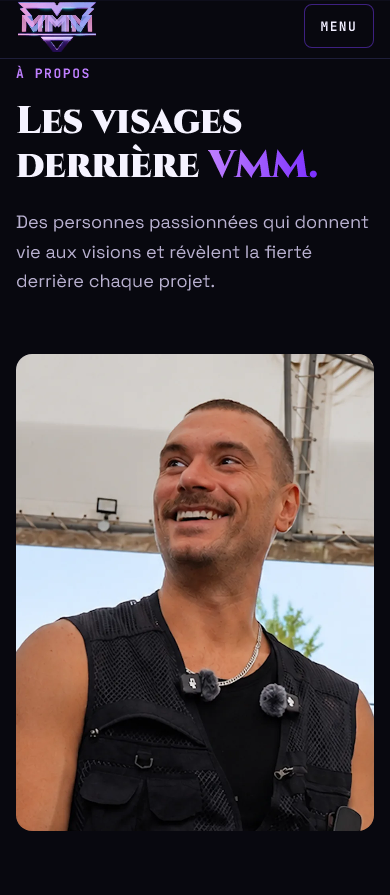 VMM
MENU
À PROPOS
Les visages
derrière VMM.
Des personnes passionnées qui donnent
vie aux visions et révèlent la fierté
derrière chaque projet.